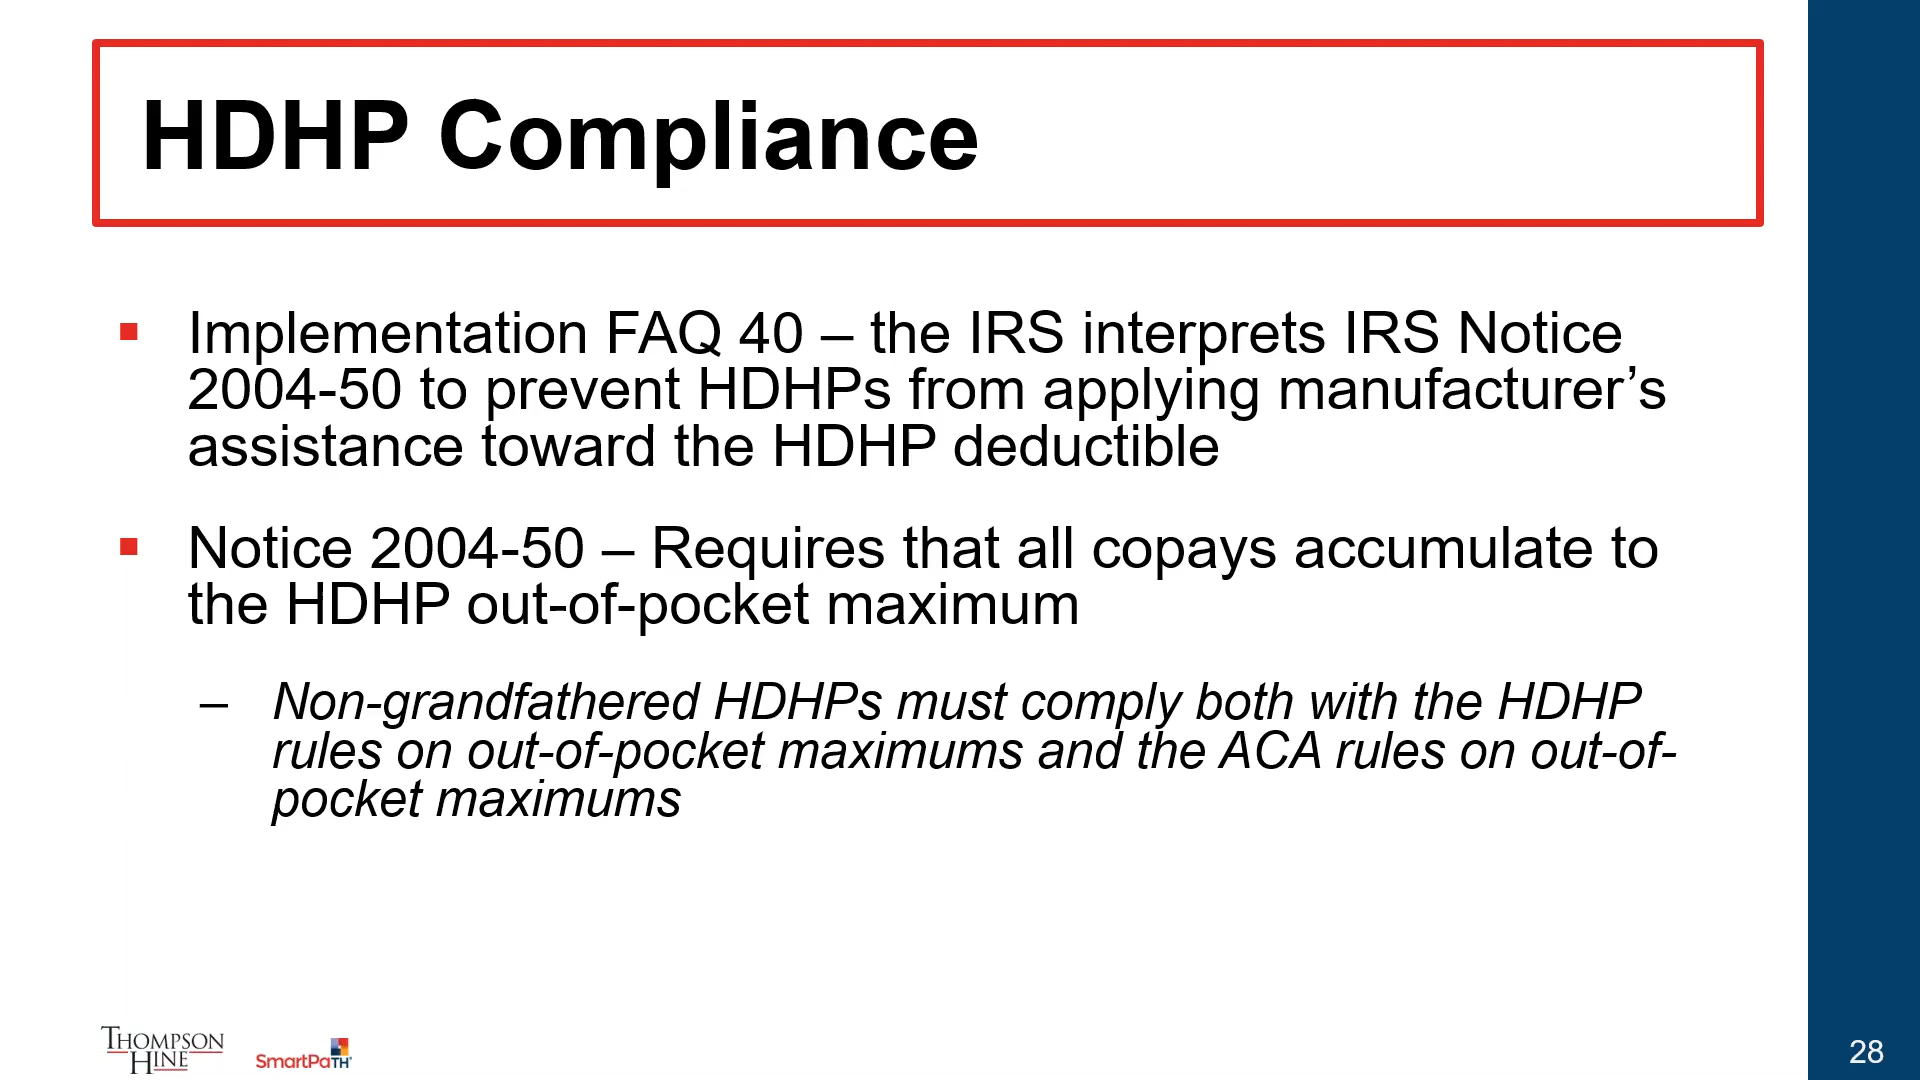 HDHP Compliance
▪ Implementation FAQ 40 – the IRS interprets IRS Notice
2004-50 to prevent HDHPs from applying manufacturer’s
assistance toward the HDHP deductible
▪ Notice 2004-50 – Requires that all copays accumulate to
the HDHP out-of-pocket maximum
– Non-grandfathered HDHPs must comply both with the HDHP
rules on out-of-pocket maximums and the ACA rules on out-of-
pocket maximums
THOMPSON
HINE
SmartPaTH
28